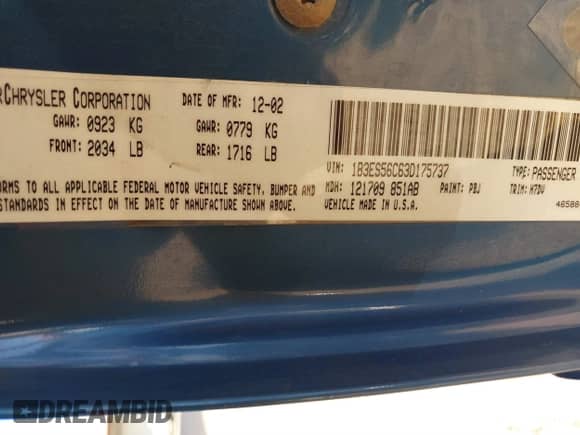 RCHRYSLER CORPORATION DATE OF MFR: 12-02
GAWR: 0923 KG GAWR: 0779 KG
FRONT: 2034 LB REAR: 1716 LB
VIN: 1B3ES56C63D175737 TYPE: PASSENGER
ORMS TO ALL APPLICABLE FEDERAL MOTOR VEHICLE SAFETY, BUMPER AND MDH: 121709 851AB PAINT: PBJ TRIM: H7DV
STANDARDS IN EFFECT ON THE DATE OF MANUFACTURE SHOWN ABOVE. VEHICLE MADE IN U.S.A.
DREAMBID